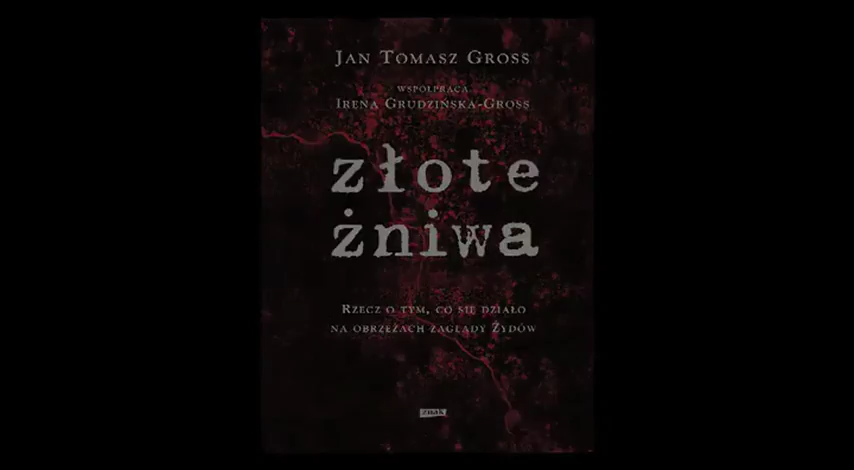 Jan Tomasz Gross
współpraca
Irena Grudzińska-Gross
złote
żniwa
Rzecz o tym, co się działo
na obrzeżach zagłady Żydów
znak